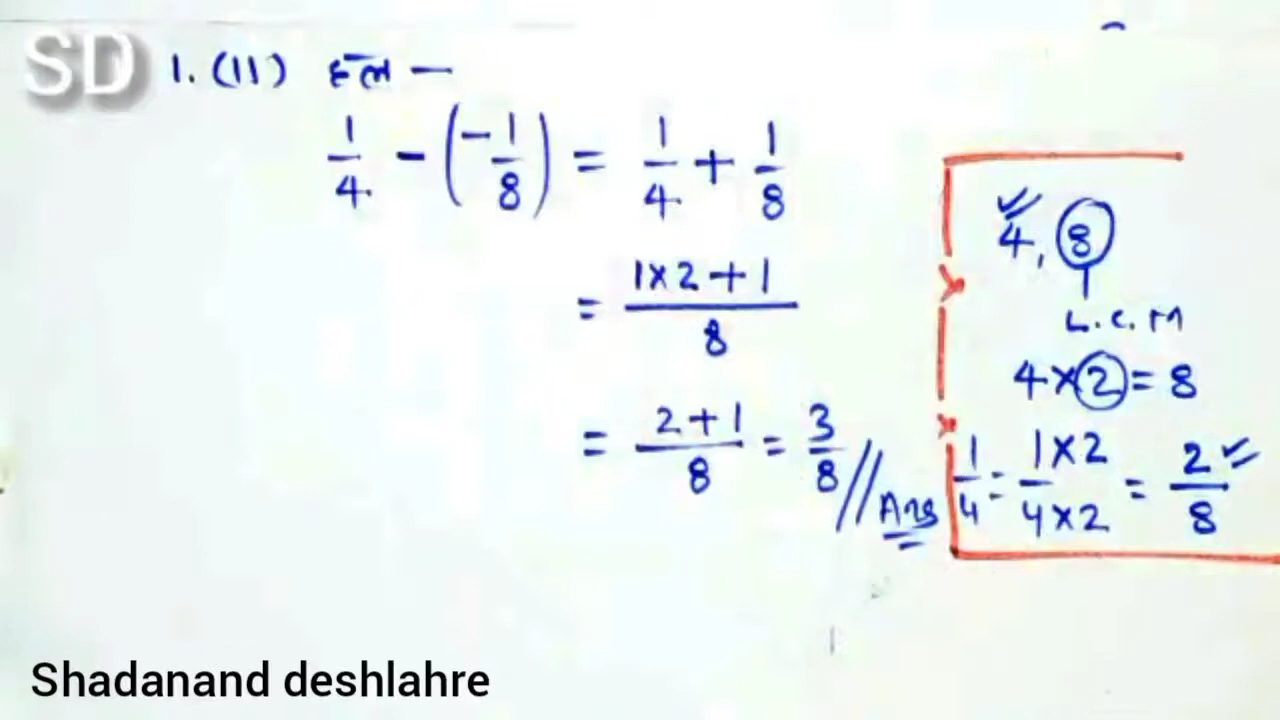 SD
1. (11) हल —
1/4 - (-1/8) = 1/4 + 1/8
= (1×2+1)/8
= (2+1)/8 = 3/8 // Ans
4, 8
L.C.M
4×2=8
1/4 = (1×2)/(4×2) = 2/8
Shadanand deshlahre